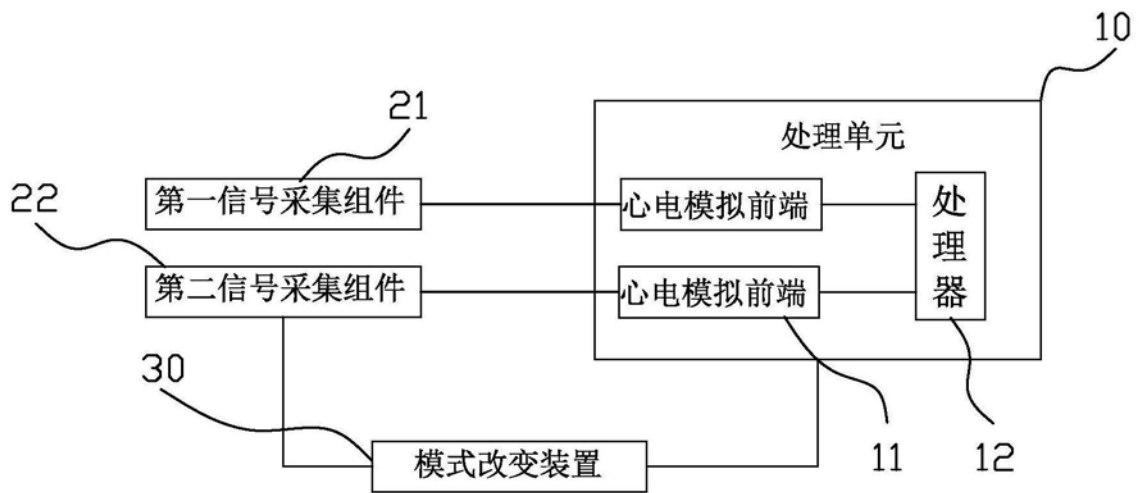 10
21
处理单元
22
第一信号采集组件
心电模拟前端
处理器
第二信号采集组件
心电模拟前端
30
模式改变装置
11
12